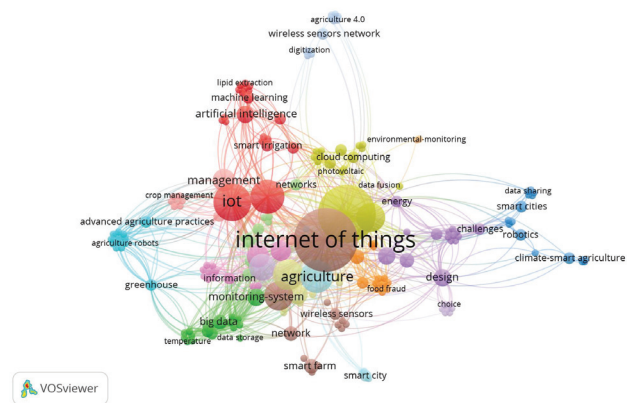 agriculture 4.0
wireless sensors network
digitization
lipid extraction
machine learning
artificial intelligence
environmental-monitoring
smart irrigation
cloud computing
photovoltaic
management
networks
data fusion
crop management
iot
energy
data sharing
smart cities
advanced agriculture practices
challenges
robotics
agriculture robots
internet of things
climate-smart agriculture
information
agriculture
design
greenhouse
food fraud
monitoring-system
choice
wireless sensors
big data
network
temperature
data storage
smart farm
smart city
VOSviewer